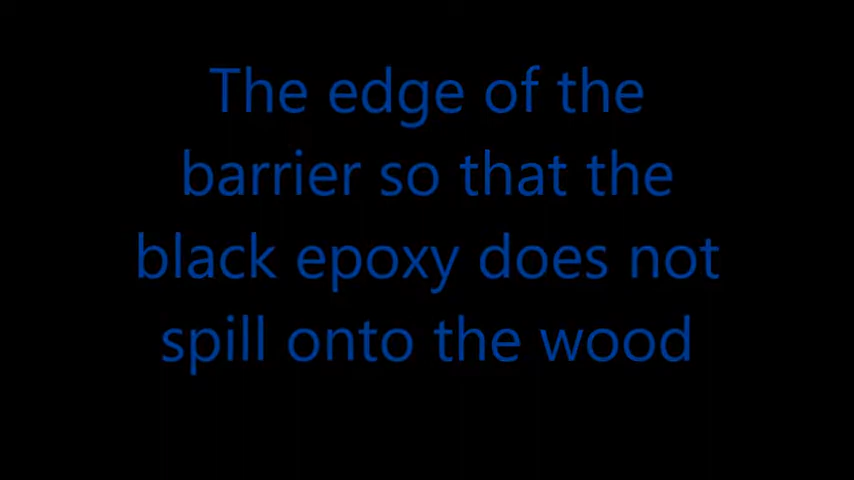 The edge of the
barrier so that the
black epoxy does not
spill onto the wood